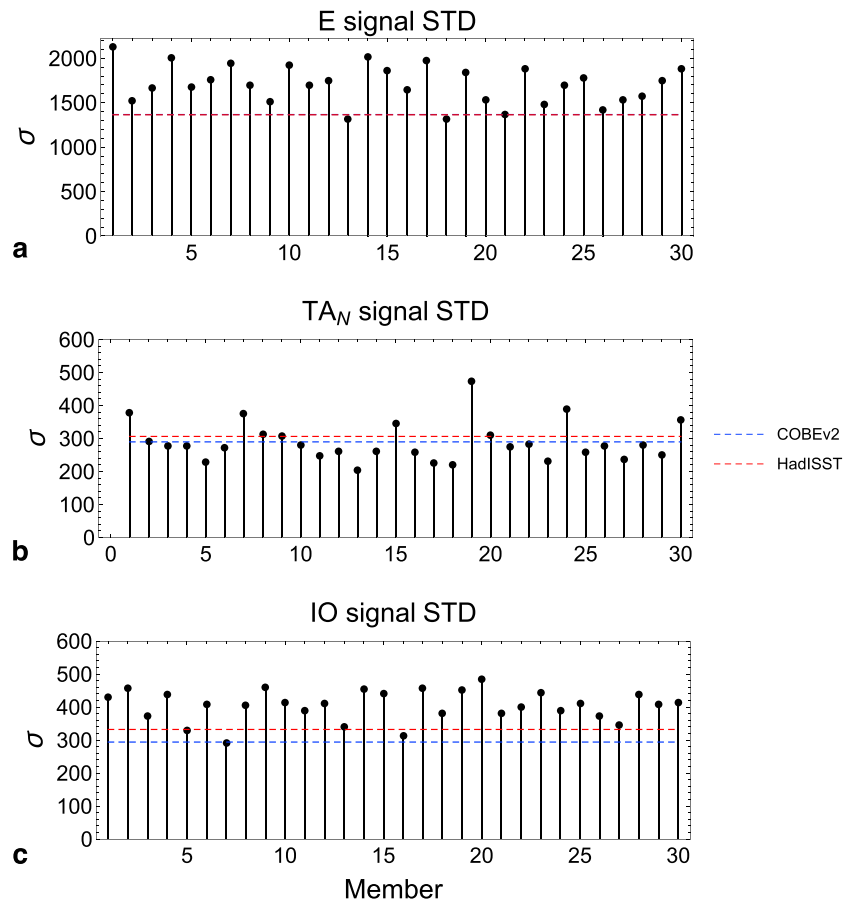 E signal STD
2000
1500
1000
500
0
σ
5 10 15 20 25 30
a
TA_N signal STD
600
500
400
300
200
100
0
σ
0 5 10 15 20 25 30
b
COBEv2
HadISST
IO signal STD
600
500
400
300
200
100
0
σ
5 10 15 20 25 30
c
Member